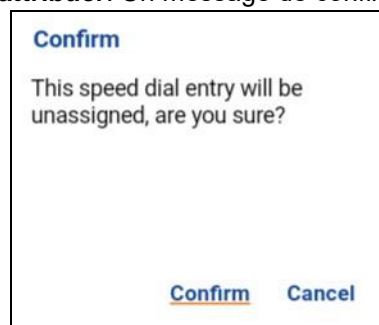 Confirm
This speed dial entry will be
unassigned, are you sure?
Confirm Cancel